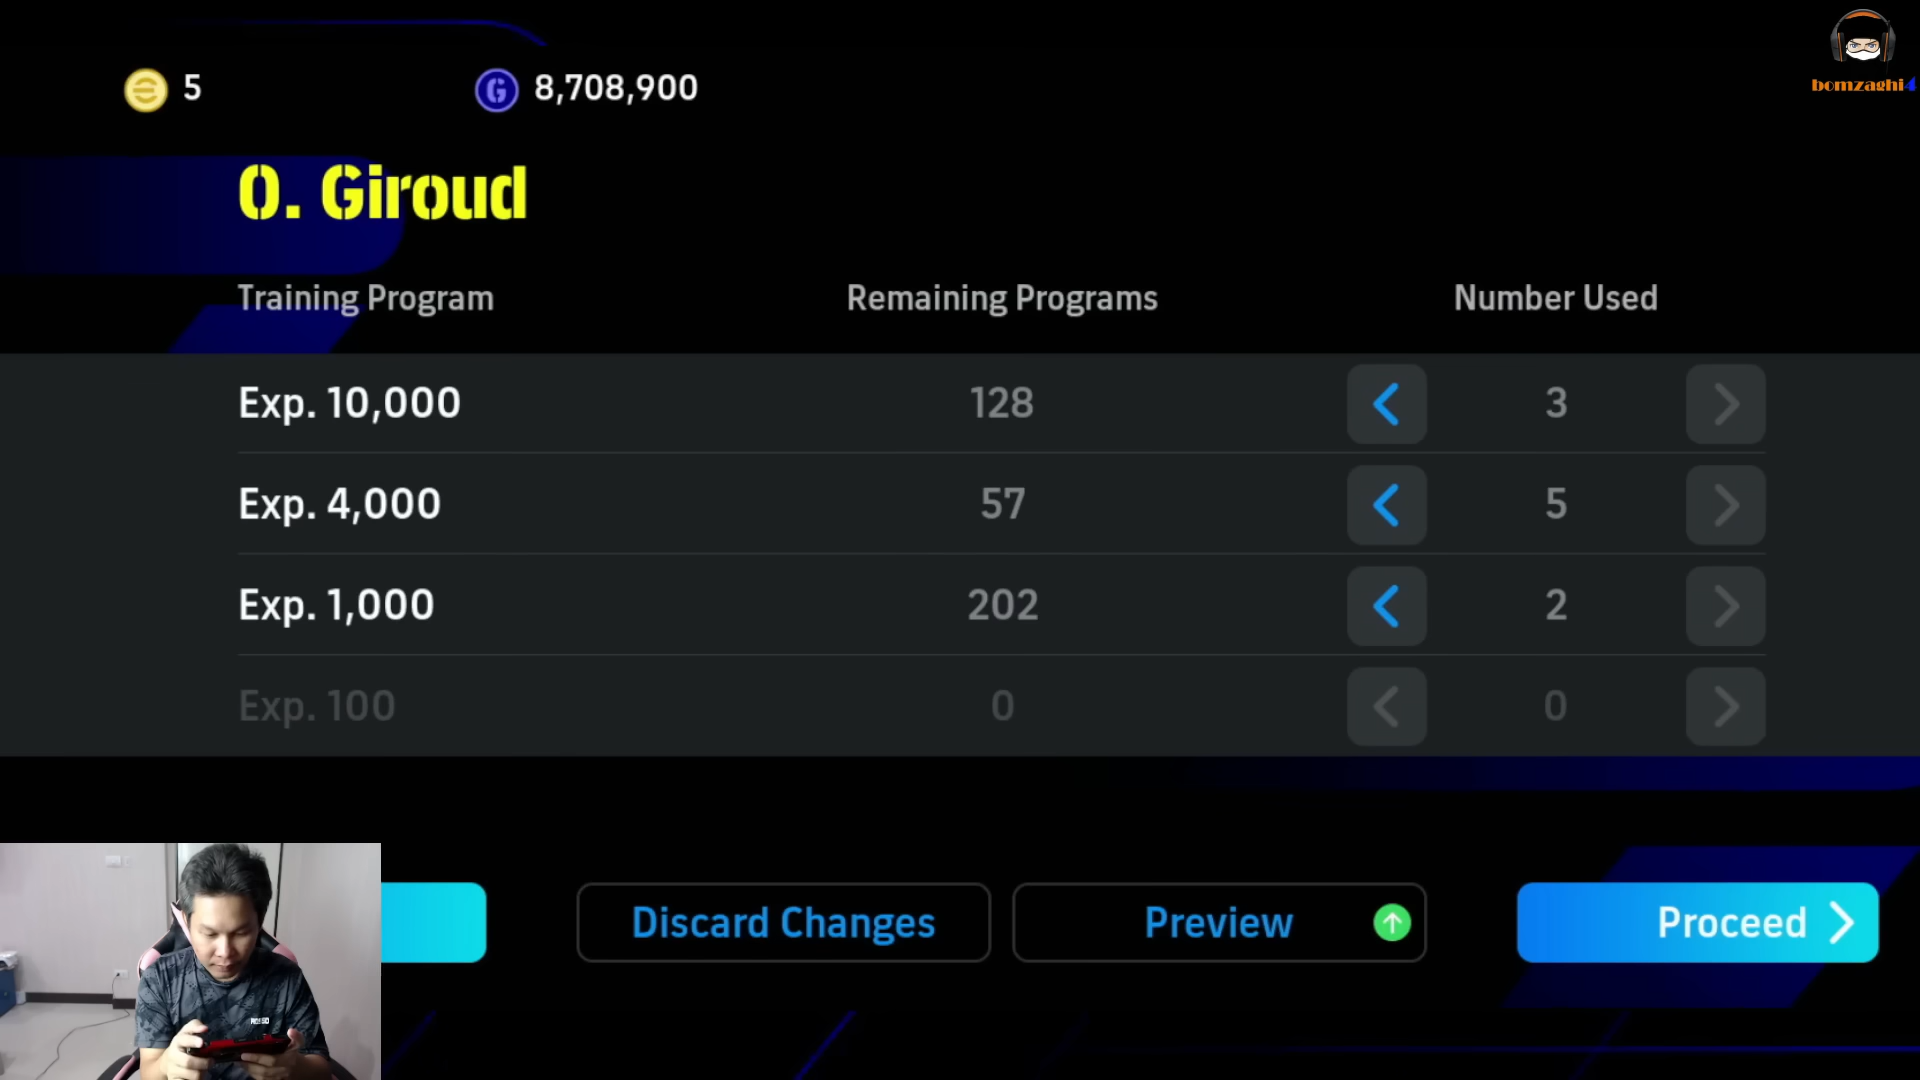 5
8,708,900
bomzaghi4
O. Giroud
Training Program Remaining Programs Number Used
Exp. 10,000 128 3
Exp. 4,000 57 5
Exp. 1,000 202 2
Exp. 100 0 0
Discard Changes Preview Proceed